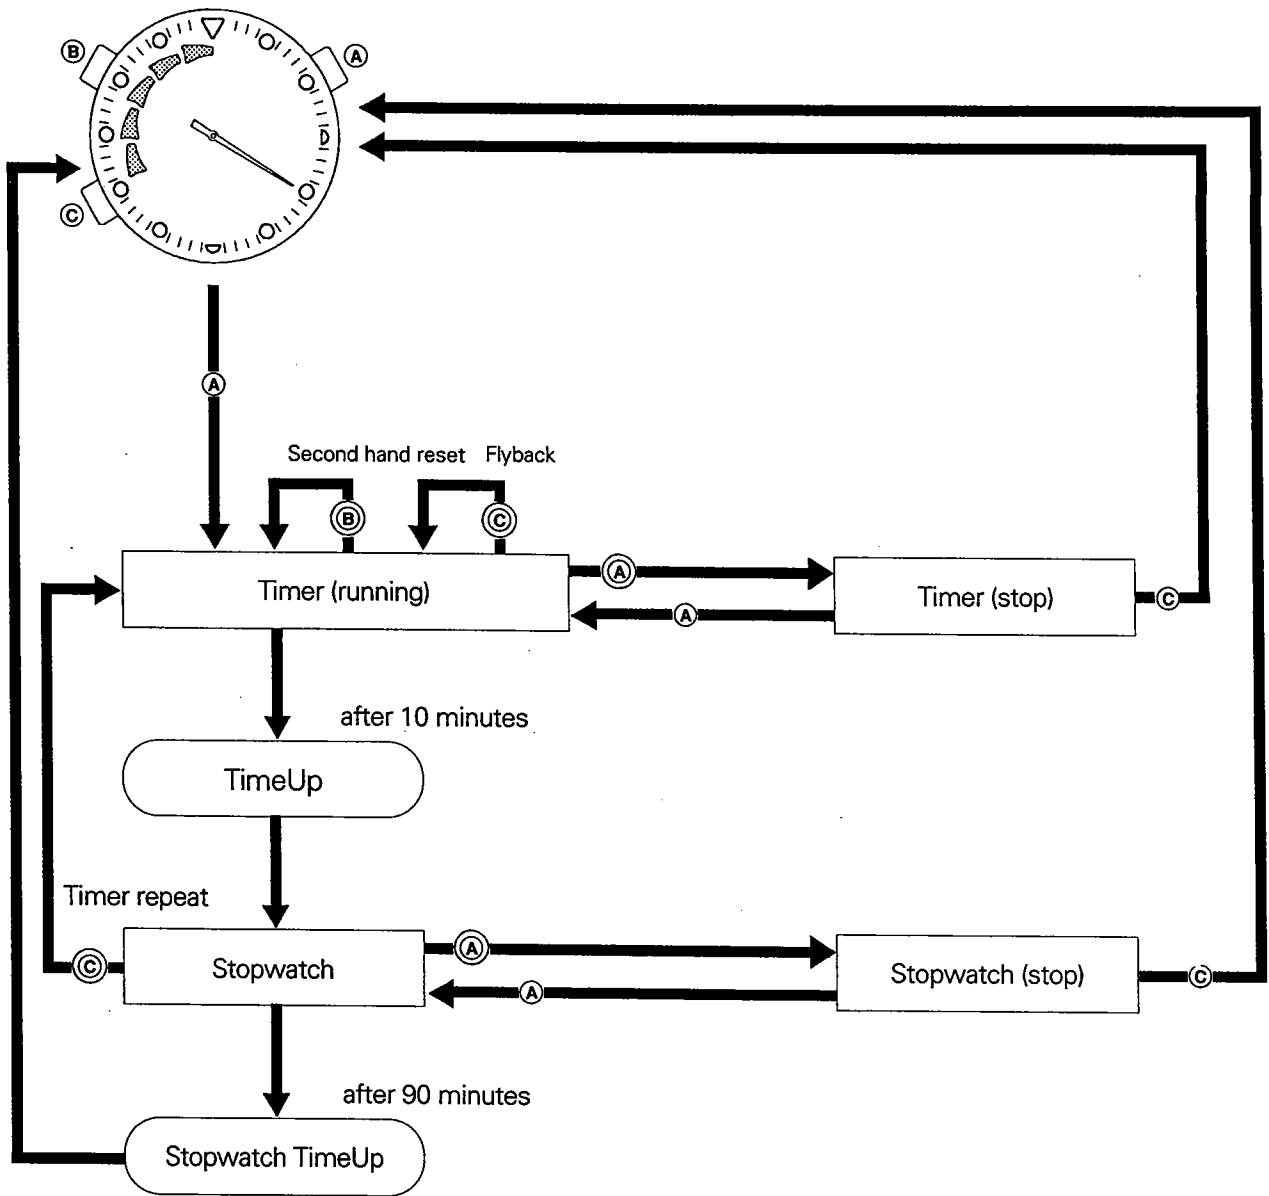 B
A
C
A
Second hand reset Flyback
B
C
Timer (running)
A
A
Timer (stop)
C
after 10 minutes
TimeUp
Timer repeat
C
Stopwatch
A
A
Stopwatch (stop)
C
after 90 minutes
Stopwatch TimeUp